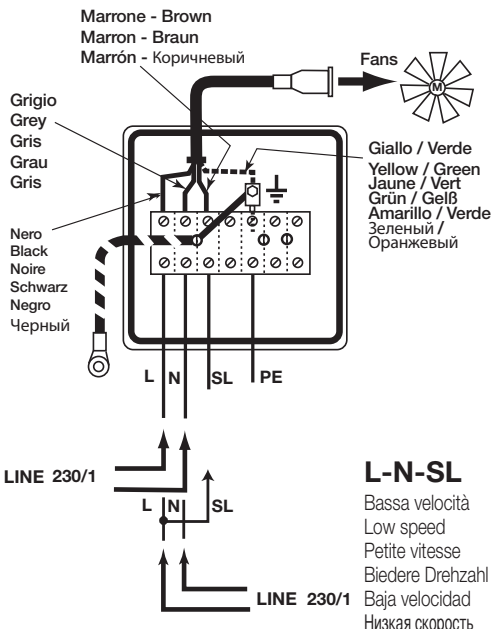 Marrone - Brown
Marron - Braun
Marrón - Коричневый
Fans
M
Grigio
Grey
Gris
Grau
Gris
Giallo / Verde
Yellow / Green
Jaune / Vert
Grün / Gelß
Amarillo / Verde
Зеленый /
Оранжевый
Nero
Black
Noire
Schwarz
Negro
Черный
L N SL PE
LINE 230/1
L N SL
LINE 230/1
L-N-SL
Bassa velocità
Low speed
Petite vitesse
Biedere Drehzahl
Baja velocidad
Низкая скорость